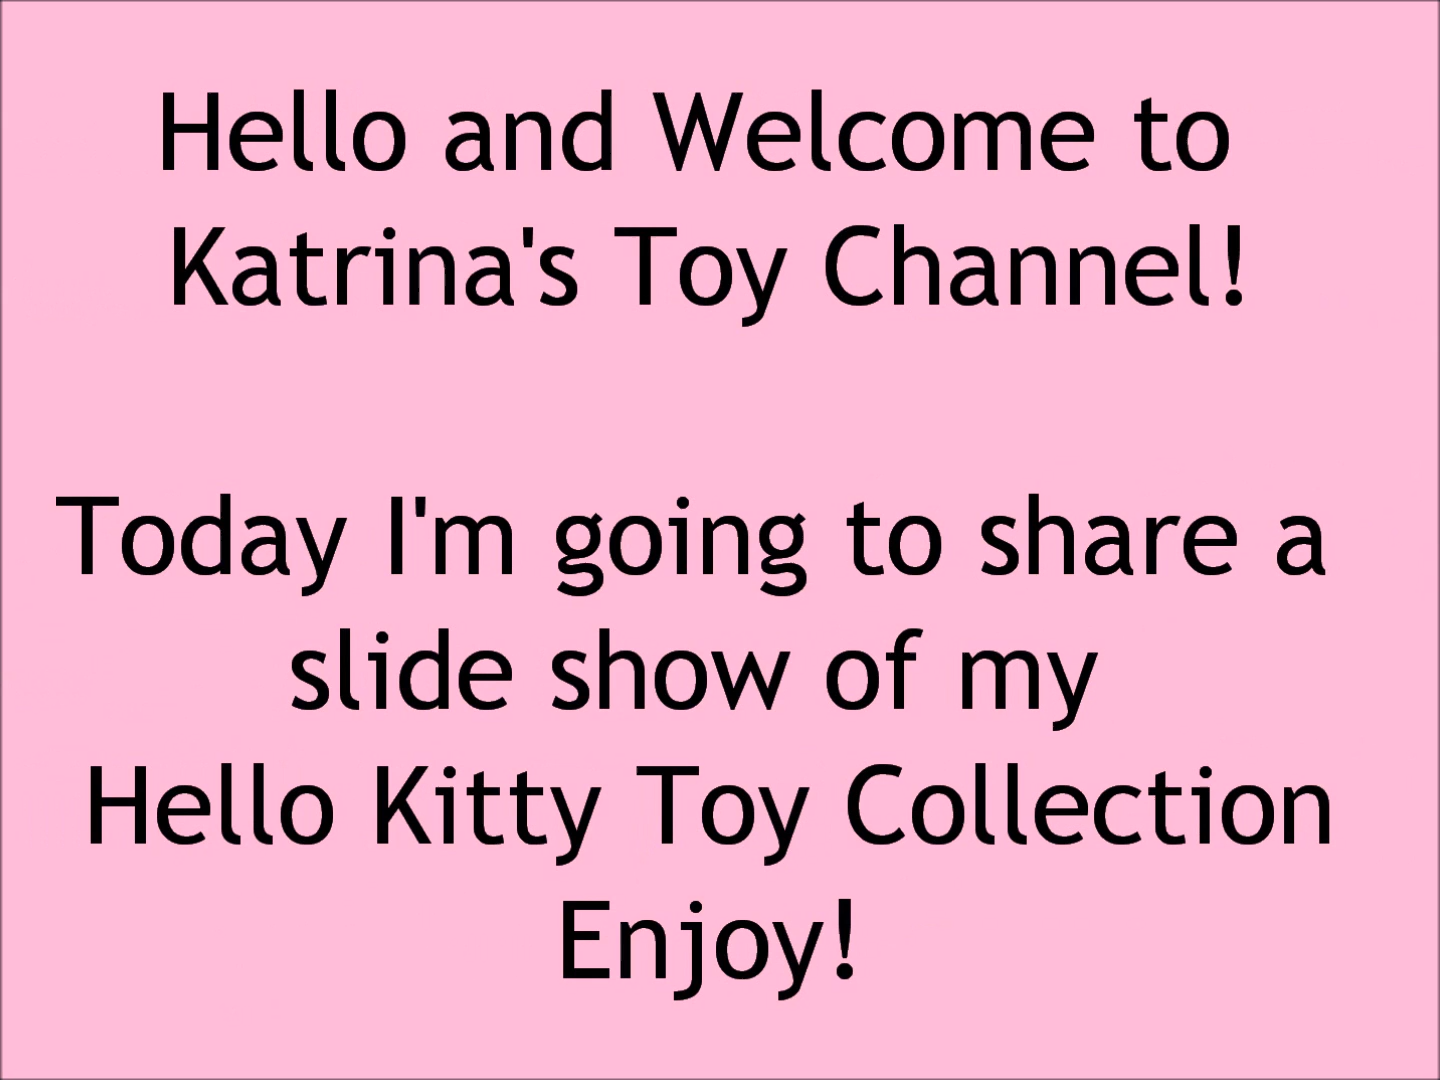 Hello and Welcome to
Katrina's Toy Channel!
Today I'm going to share a
slide show of my
Hello Kitty Toy Collection
Enjoy!